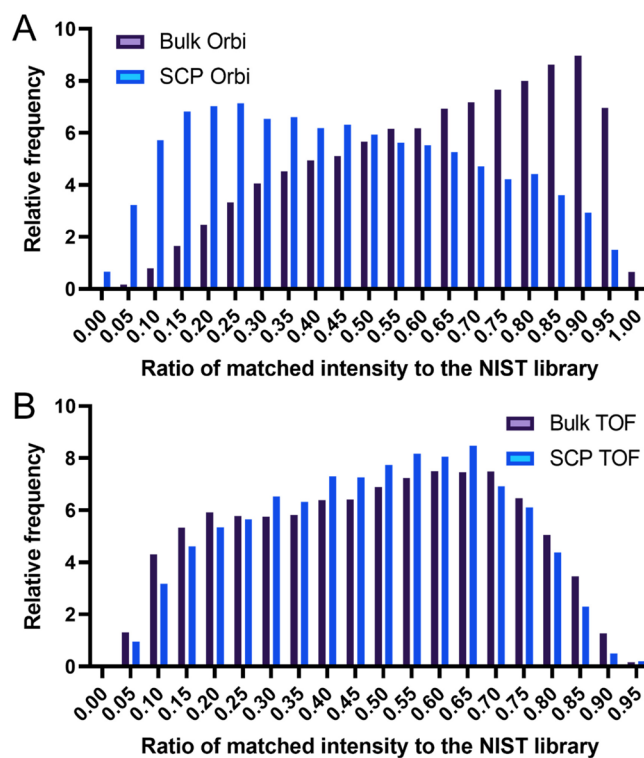 A
Bulk Orbi
SCP Orbi
Relative frequency
10
8
6
4
2
0
0.00 0.05 0.10 0.15 0.20 0.25 0.30 0.35 0.40 0.45 0.50 0.55 0.60 0.65 0.70 0.75 0.80 0.85 0.90 0.95 1.00
Ratio of matched intensity to the NIST library
B
Bulk TOF
SCP TOF
Relative frequency
10
8
6
4
2
0
0.00 0.05 0.10 0.15 0.20 0.25 0.30 0.35 0.40 0.45 0.50 0.55 0.60 0.65 0.70 0.75 0.80 0.85 0.90 0.95
Ratio of matched intensity to the NIST library